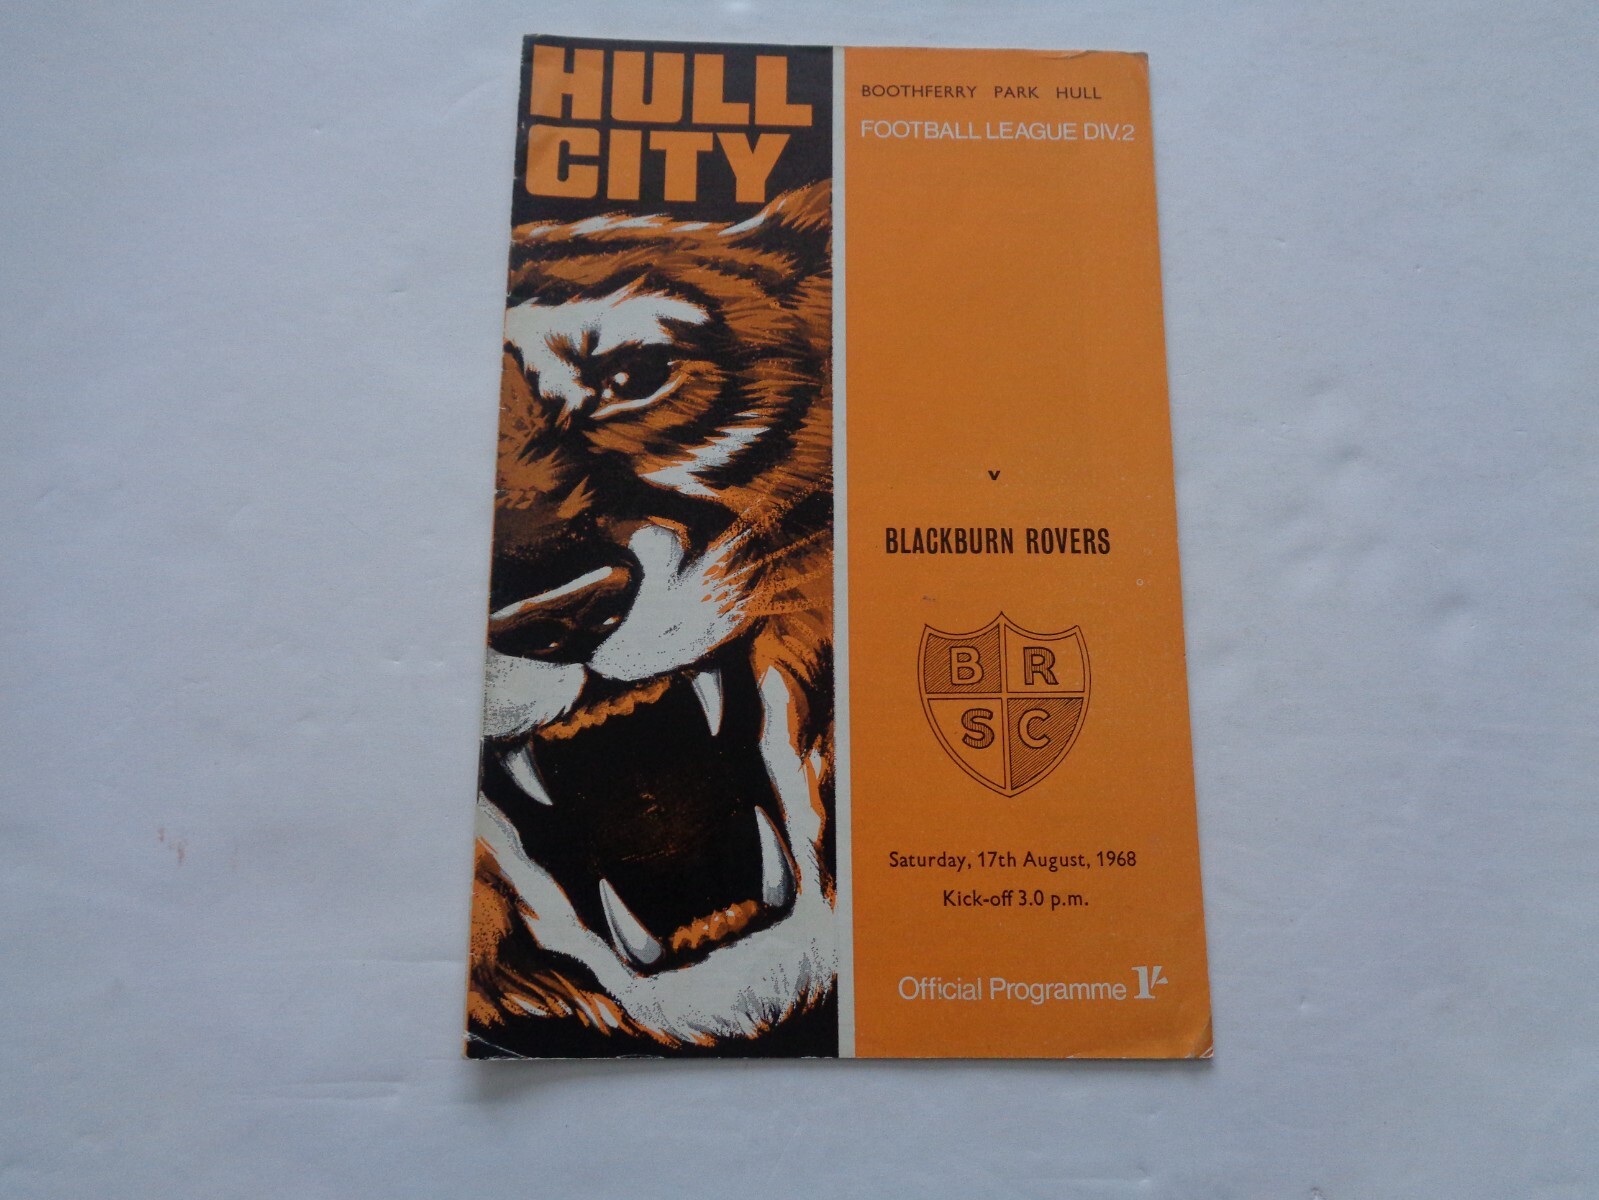 HULL
CITY
BOOTHFERRY PARK HULL
FOOTBALL LEAGUE DIV.2
v
BLACKBURN ROVERS
B R
S C
Saturday, 17th August, 1968
Kick-off 3.0 p.m.
Official Programme 1/-